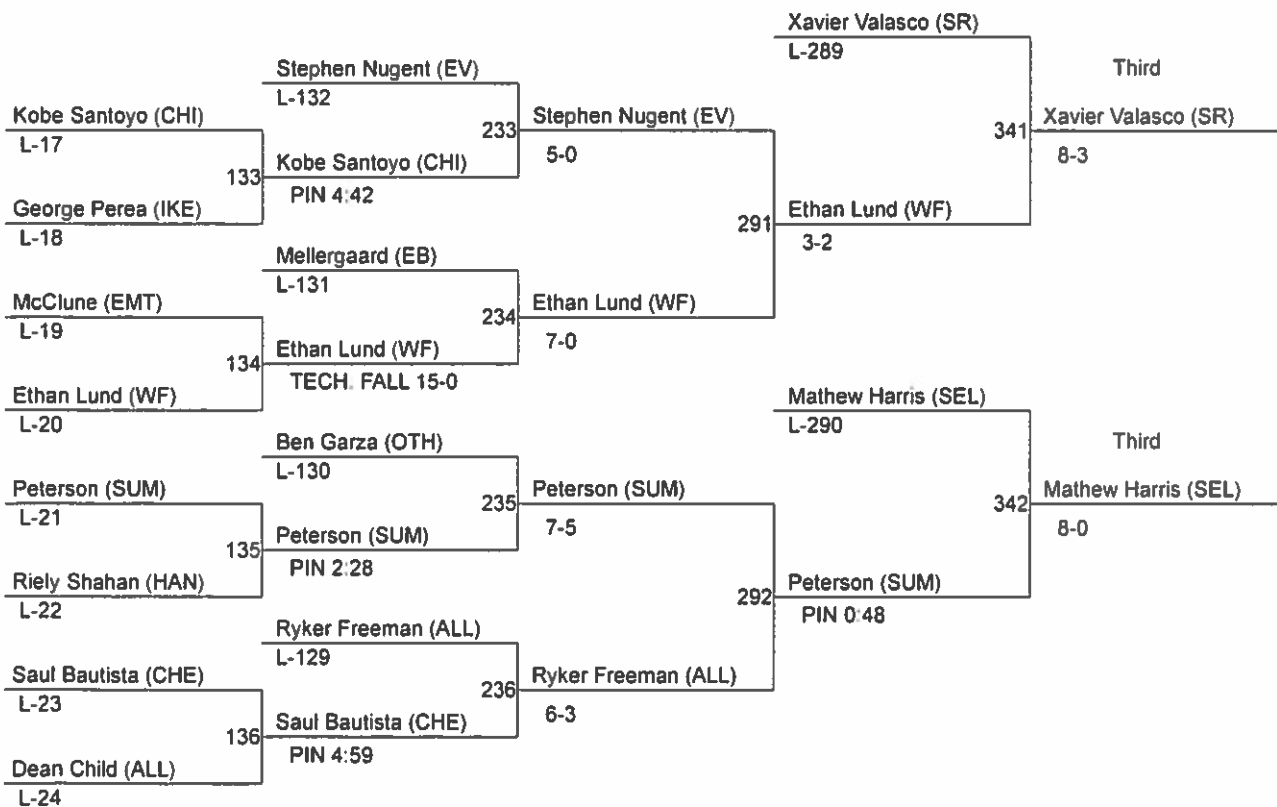 Xavier Valasco (SR)
L-289
Third
Stephen Nugent (EV)
L-132
Kobe Santoyo (CHI)
L-17
233
Stephen Nugent (EV)
5-0
341
Xavier Valasco (SR)
8-3
133
Kobe Santoyo (CHI)
PIN 4:42
George Perea (IKE)
L-18
291
Ethan Lund (WF)
3-2
Mellergaard (EB)
L-131
McClune (EMT)
L-19
234
Ethan Lund (WF)
7-0
134
Ethan Lund (WF)
TECH. FALL 15-0
Ethan Lund (WF)
L-20
Mathew Harris (SEL)
L-290
Third
Ben Garza (OTH)
L-130
Peterson (SUM)
L-21
235
Peterson (SUM)
7-5
342
Mathew Harris (SEL)
8-0
135
Peterson (SUM)
PIN 2:28
Riely Shahan (HAN)
L-22
292
Peterson (SUM)
PIN 0:48
Ryker Freeman (ALL)
L-129
Saul Bautista (CHE)
L-23
236
Ryker Freeman (ALL)
6-3
136
Saul Bautista (CHE)
PIN 4:59
Dean Child (ALL)
L-24